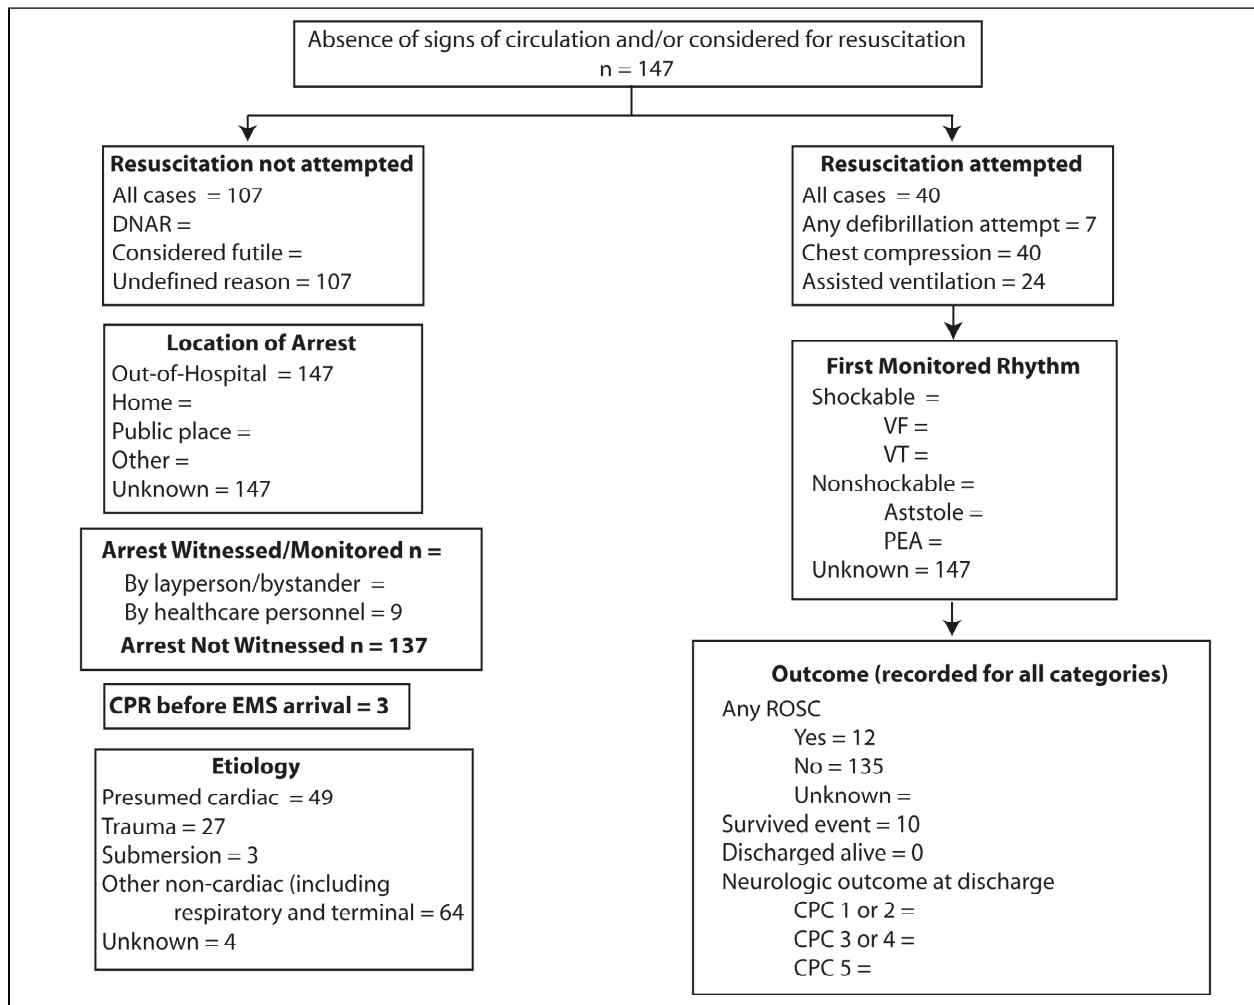 Absence of signs of circulation and/or considered for resuscitation
n = 147
Resuscitation not attempted
All cases = 107
DNAR =
Considered futile =
Undefined reason = 107
Location of Arrest
Out-of-Hospital = 147
Home =
Public place =
Other =
Unknown = 147
Arrest Witnessed/Monitored n =
By layperson/bystander =
By healthcare personnel = 9
Arrest Not Witnessed n = 137
CPR before EMS arrival = 3
Etiology
Presumed cardiac = 49
Trauma = 27
Submersion = 3
Other non-cardiac (including
respiratory and terminal = 64
Unknown = 4
Resuscitation attempted
All cases = 40
Any defibrillation attempt = 7
Chest compression = 40
Assisted ventilation = 24
First Monitored Rhythm
Shockable =
VF =
VT =
Nonshockable =
Aststole =
PEA =
Unknown = 147
Outcome (recorded for all categories)
Any ROSC
Yes = 12
No = 135
Unknown =
Survived event = 10
Discharged alive = 0
Neurologic outcome at discharge
CPC 1 or 2 =
CPC 3 or 4 =
CPC 5 =